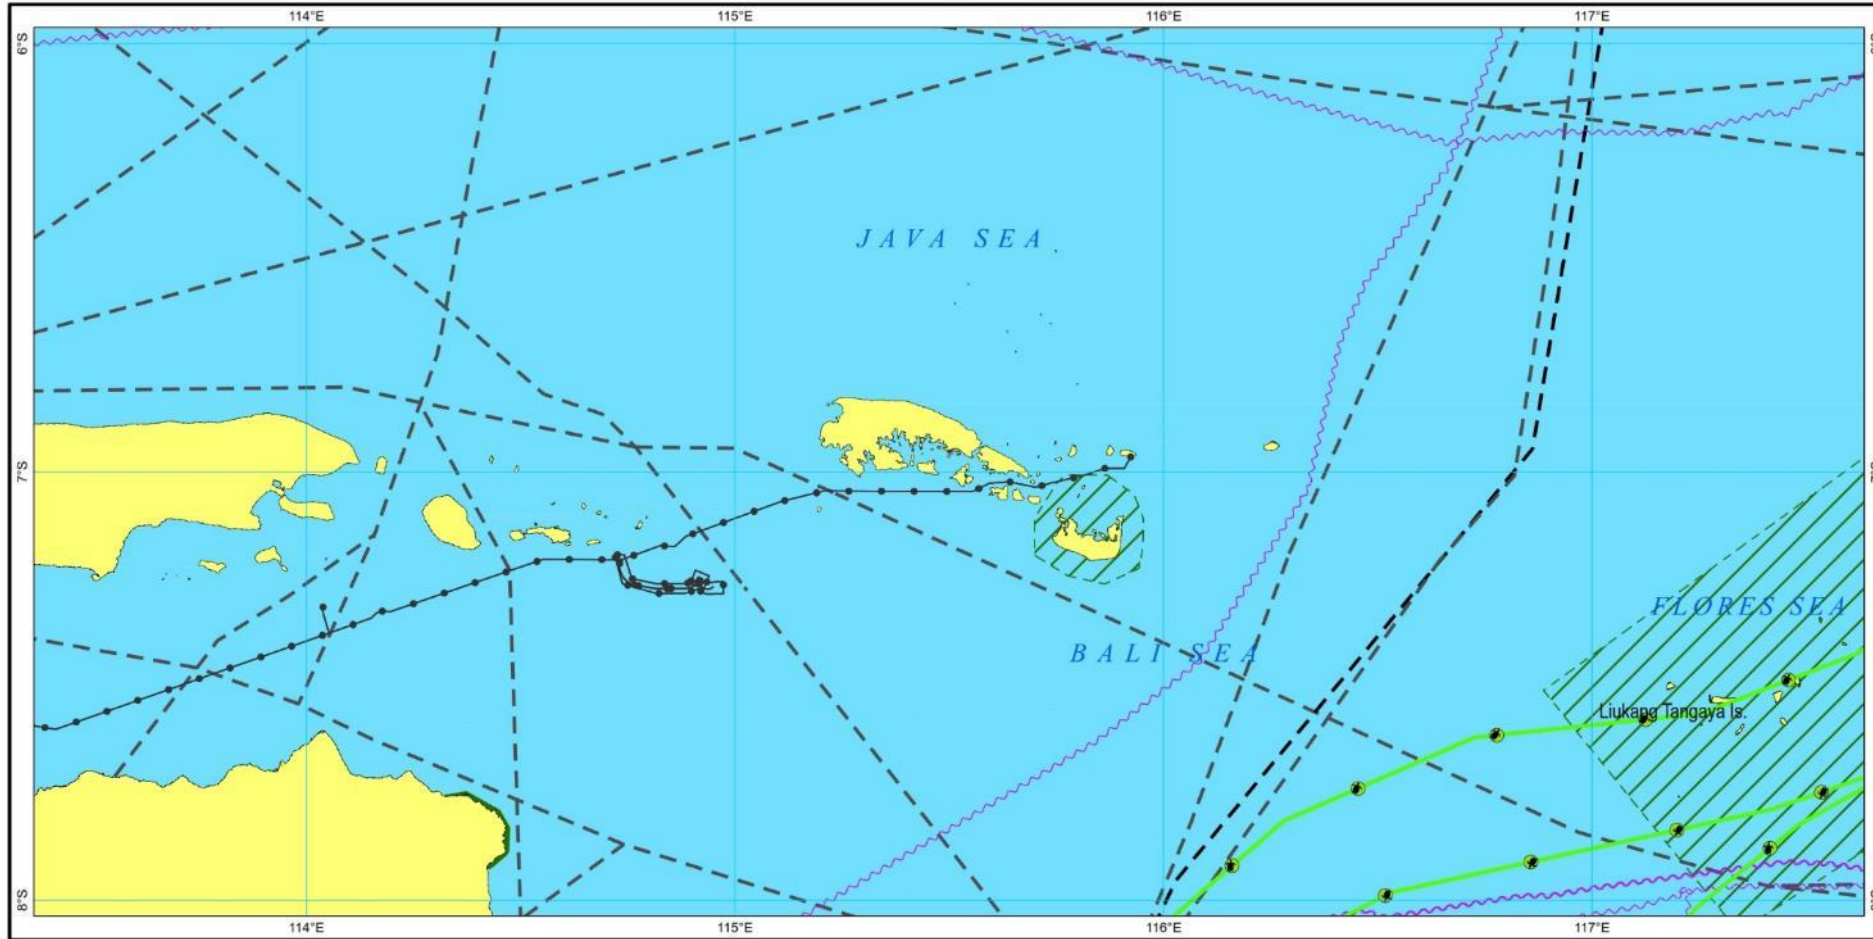 114°E 115°E 116°E 117°E
6°S
JAVA SEA
7°S
FLORES SEA
BALI SEA
Liukang Tangaya Is.
8°S
114°E 115°E 116°E 117°E